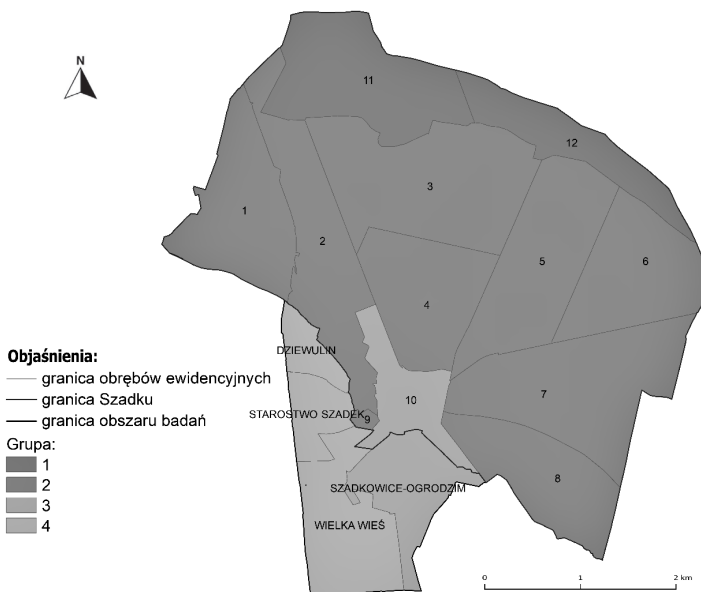 N
11
12
3
1
2
5
6
4
DZIEWULIN
7
10
STAROSTWO SZADEK
9
8
SZADKOWICE-OGRODZIM
WIELKA WIEŚ
Objaśnienia:
granica obrębów ewidencyjnych
granica Szadku
granica obszaru badań
Grupa:
1
2
3
4
0 1 2 km